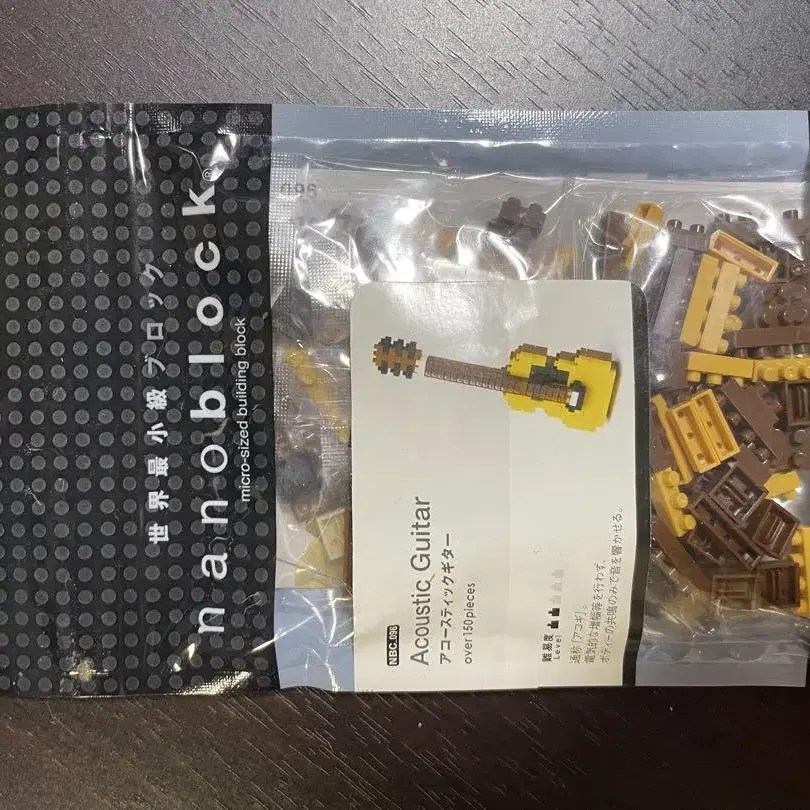 世界最小級ブロック
nanoblock®
micro-sized building block
096
NBC_096
Acoustic Guitar
アコースティックギター
over150pieces
難易度
Level
通称「アコギ」。
電気的な増幅等を行わず、
ボディーの共鳴のみで音を響かせる。